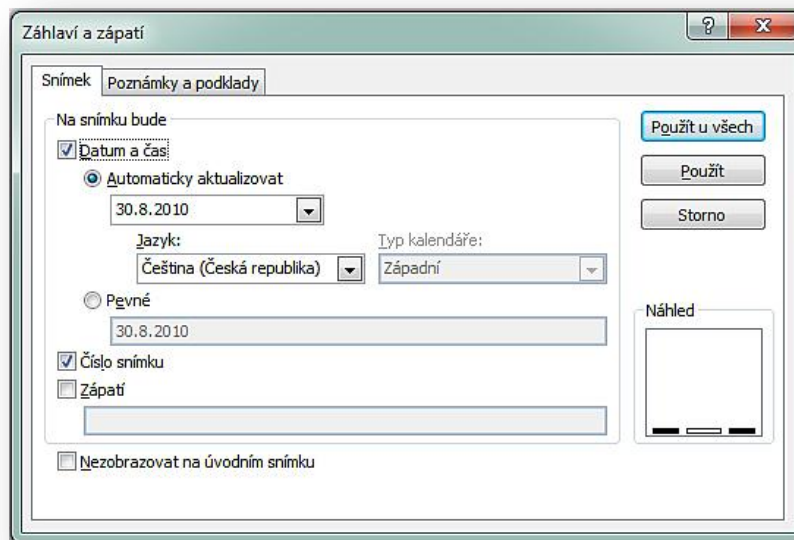 Záhlaví a zápatí
Snímek
Poznámky a podklady
Na snímku bude
Datum a čas
Automaticky aktualizovat
30.8.2010
Jazyk:
Typ kalendáře:
Čeština (Česká republika)
Západní
Pevné
30.8.2010
Číslo snímku
Zápatí
Nezobrazovat na úvodním snímku
Použít u všech
Použít
Storno
Náhled